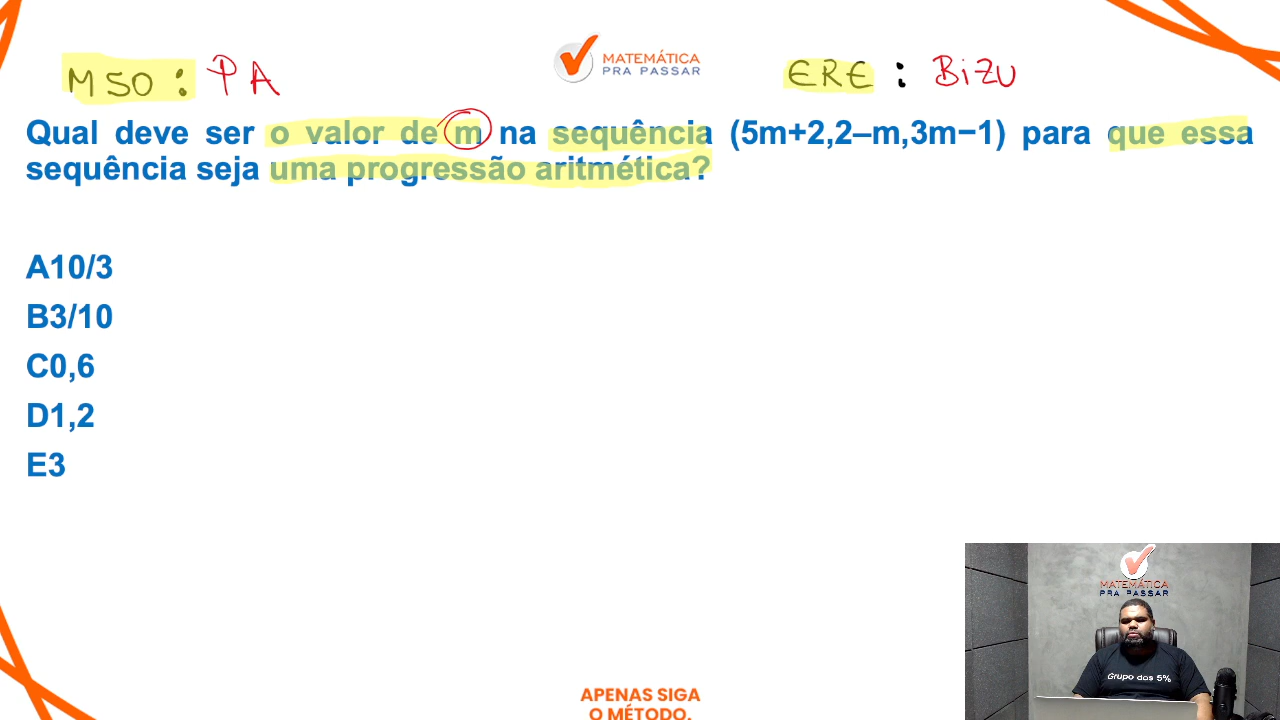 MSO: PA
MATEMÁTICA
PRA PASSAR
ERE: BiZU
Qual deve ser o valor de m na sequência (5m+2,2–m,3m−1) para que essa
sequência seja uma progressão aritmética?
A10/3
B3/10
C0,6
D1,2
E3
MATEMÁTICA
PRA PASSAR
Grupo dos 5%
APENAS SIGA
O MÉTODO.